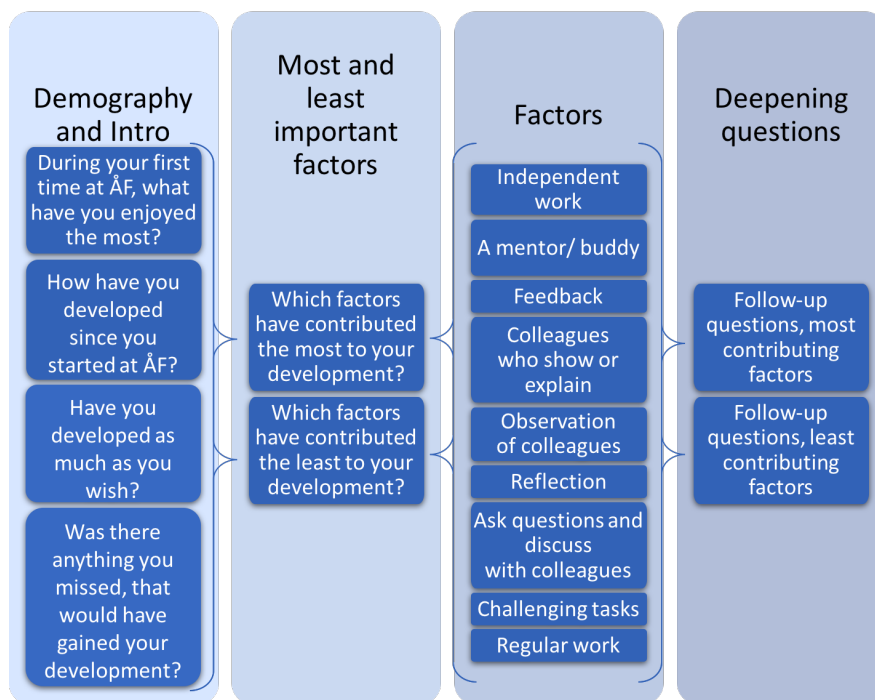 Demography
and Intro
During your first
time at ÅF, what
have you enjoyed
the most?
How have you
developed
since you
started at ÅF?
Have you
developed as
much as you
wish?
Was there
anything you
missed, that
would have
gained your
development?
Most and
least
important
factors
Which factors
have contributed
the most to your
development?
Which factors
have contributed
the least to your
development?
Factors
Independent
work
A mentor/ buddy
Feedback
Colleagues
who show or
explain
Observation
of colleagues
Reflection
Ask questions and
discuss
with colleagues
Challenging tasks
Regular work
Deepening
questions
Follow-up
questions, most
contributing
factors
Follow-up
questions, least
contributing
factors